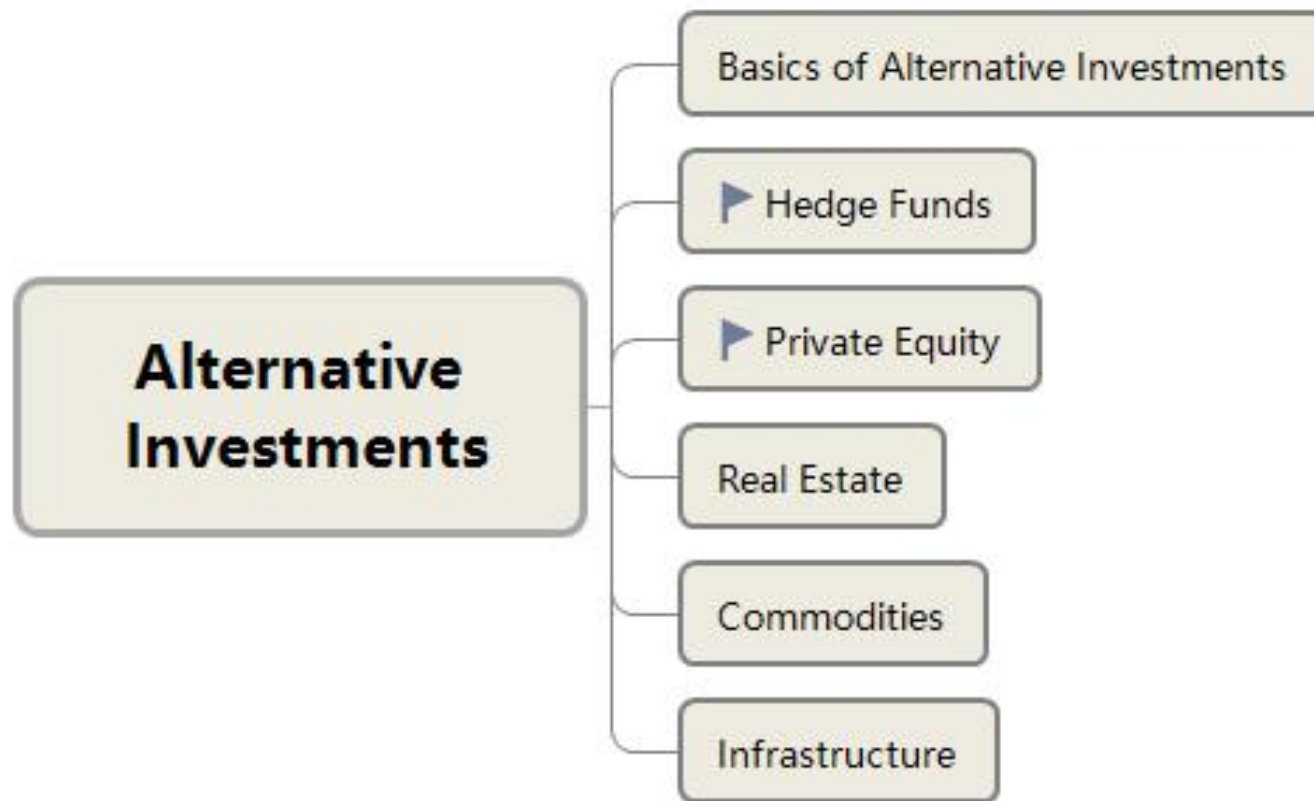 Basics of Alternative Investments
Hedge Funds
Private Equity
Alternative
Investments
Real Estate
Commodities
Infrastructure